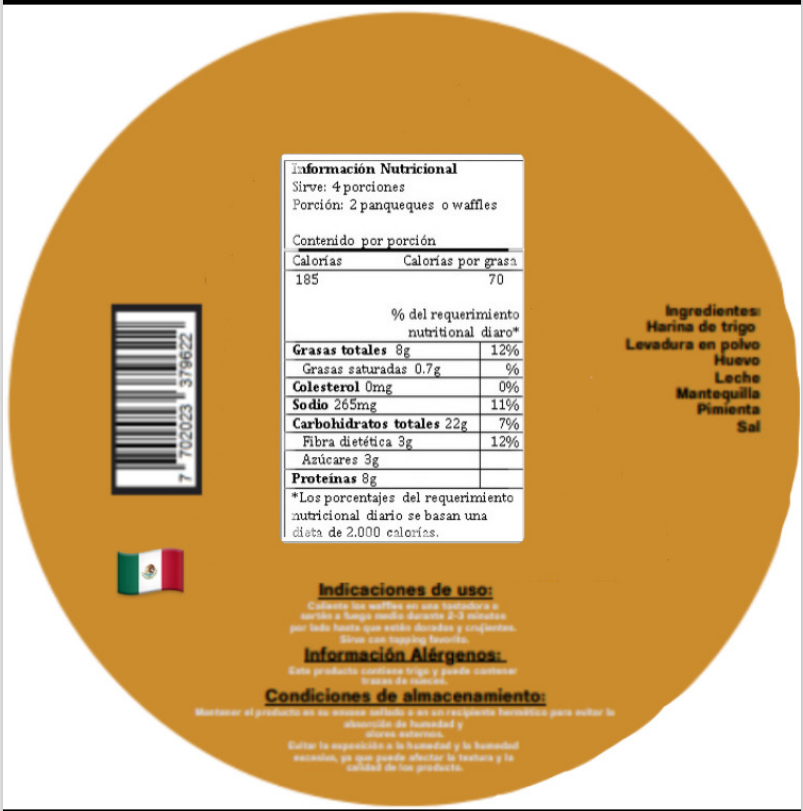 Información Nutricional
Sirve: 4 porciones
Porción: 2 panqueques o waffles
Contenido por porción
Calorías Calorías por grasa
185 70
% del requerimiento
nutritional diaro*
Grasas totales 8g 12%
Grasas saturadas 0.7g %
Colesterol 0mg 0%
Sodio 265mg 11%
Carbohidratos totales 22g 7%
Fibra dietética 3g 12%
Azúcares 3g
Proteínas 8g
*Los porcentajes del requerimiento
nutricional diario se basan una
dieta de 2.000 calorías.
7 702023 379622
Ingredientes:
Harina de trigo
Levadura en polvo
Huevo
Leche
Mantequilla
Pimienta
Sal
Indicaciones de uso:
Caliente los waffles en una tostadora o
sartén a fuego medio durante 2-3 minutos
por lado hasta que estén dorados y crujientes.
Sirve con topping favorito.
Información Alérgenos:
Este producto contiene trigo y puede contener
trazas de nueces.
Condiciones de almacenamiento:
Mantener el producto en su envase sellado o en un recipiente hermético para evitar la
absorción de humedad y
olores externos.
Evitar la exposición a la humedad y la humedad
excesiva, ya que puede afectar la textura y la
calidad de los producto.